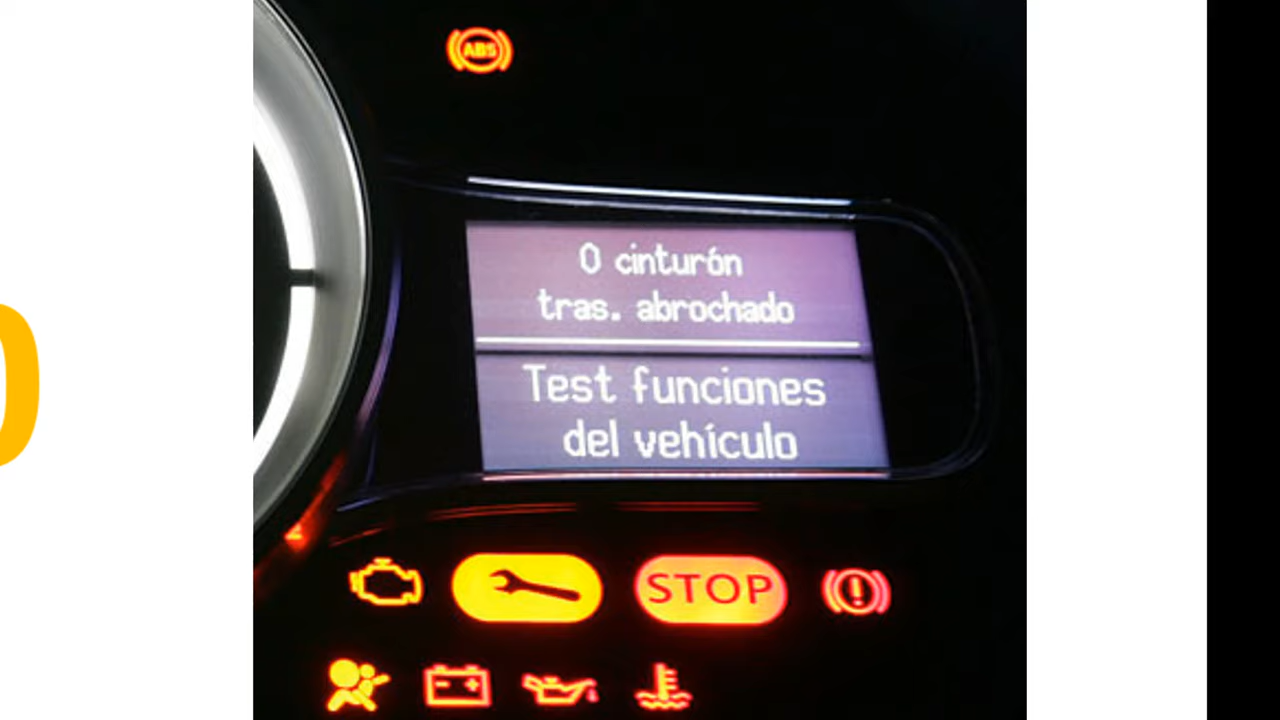 ABS
0 cinturón
tras. abrochado
Test funciones
del vehículo
STOP